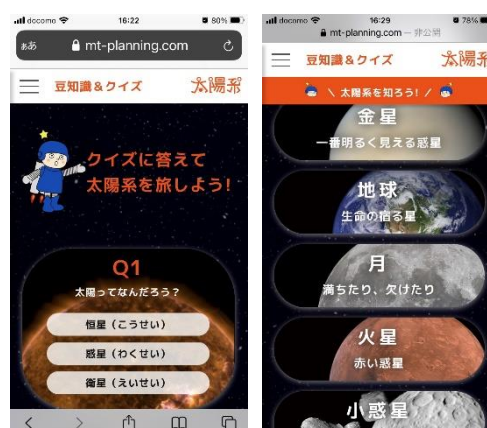 docomo 16:22 80%
ぁあ mt-planning.com
豆知識&クイズ 太陽系
クイズに答えて
太陽系を旅しよう!
Q1
太陽ってなんだろう?
恒星(こうせい)
惑星(わくせい)
衛星(えいせい)
docomo 16:29 78%
mt-planning.com — 非公開
豆知識&クイズ 太陽系
\ 太陽系を知ろう! /
金星
一番明るく見える惑星
地球
生命の宿る星
月
満ちたり、欠けたり
火星
赤い惑星
小惑星